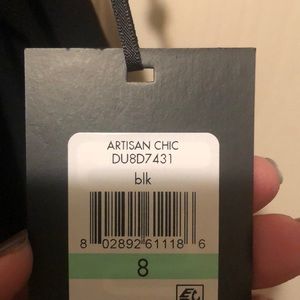 ARTISAN CHIC
DU8D7431
blk
8 02892 61118 6
8